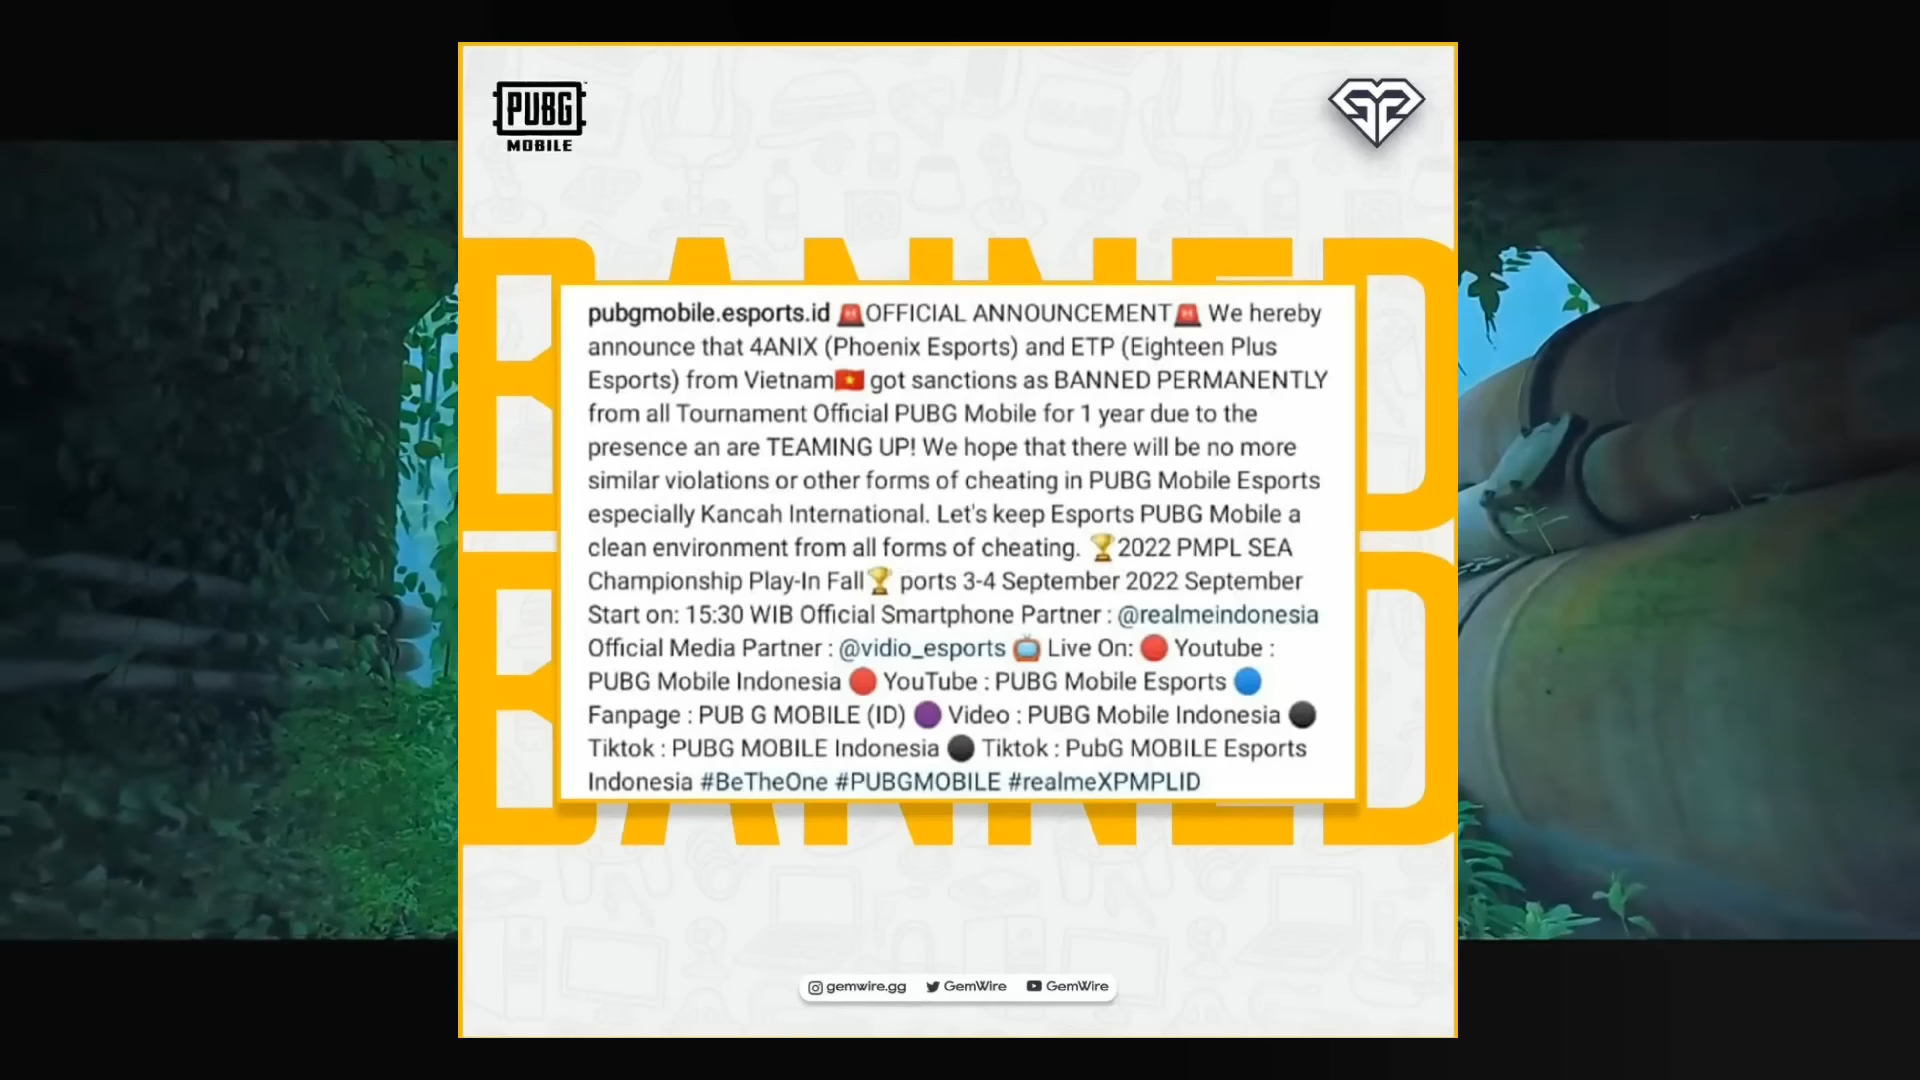 PUBG
MOBILE
BANNED
pubgmobile.esports.id 🚨OFFICIAL ANNOUNCEMENT🚨 We hereby
announce that 4ANIX (Phoenix Esports) and ETP (Eighteen Plus
Esports) from Vietnam🇻🇳 got sanctions as BANNED PERMANENTLY
from all Tournament Official PUBG Mobile for 1 year due to the
presence an are TEAMING UP! We hope that there will be no more
similar violations or other forms of cheating in PUBG Mobile Esports
especially Kancah International. Let's keep Esports PUBG Mobile a
clean environment from all forms of cheating. 🏆2022 PMPL SEA
Championship Play-In Fall🏆 ports 3-4 September 2022 September
Start on: 15:30 WIB Official Smartphone Partner : @realmeindonesia
Official Media Partner : @vidio_esports 📺 Live On: 🔴 Youtube :
PUBG Mobile Indonesia 🔴 YouTube : PUBG Mobile Esports 🔵
Fanpage : PUB G MOBILE (ID) 🟣 Video : PUBG Mobile Indonesia ⚫
Tiktok : PUBG MOBILE Indonesia ⚫ Tiktok : PubG MOBILE Esports
Indonesia #BeTheOne #PUBGMOBILE #realmeXPMPLID
BANNED
gemwire.gg GemWire GemWire